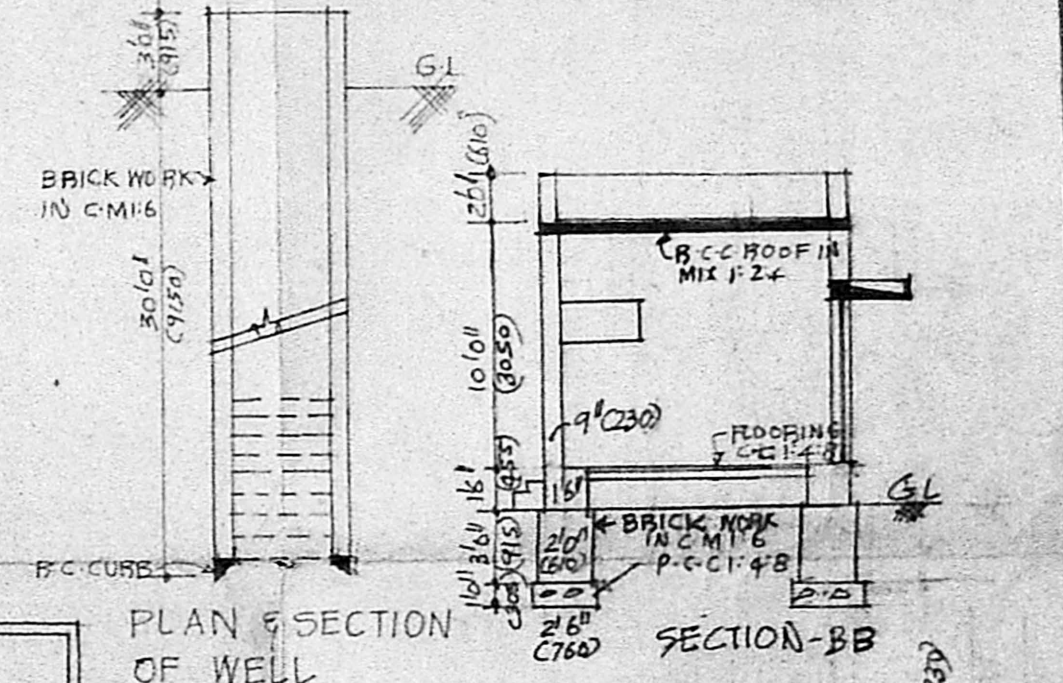 3'0"
(915)
G.L
BRICK WORK
IN C.M 1:6
30'0"
(9150)
R.C.CURB
PLAN & SECTION
OF WELL
2'0"
(610)
R.C.C ROOF IN
MIX 1:2:4
10'0"
(3050)
9"(230)
FLOORING
C.C 1:4:8
1'6"
(455)
1'6"
G.L
BRICK WORK
IN C M 1:6
3'0"
(915)
2'0"
(610)
P.C.C 1:4:8
1'0"
(305)
2'6"
(760)
SECTION-BB